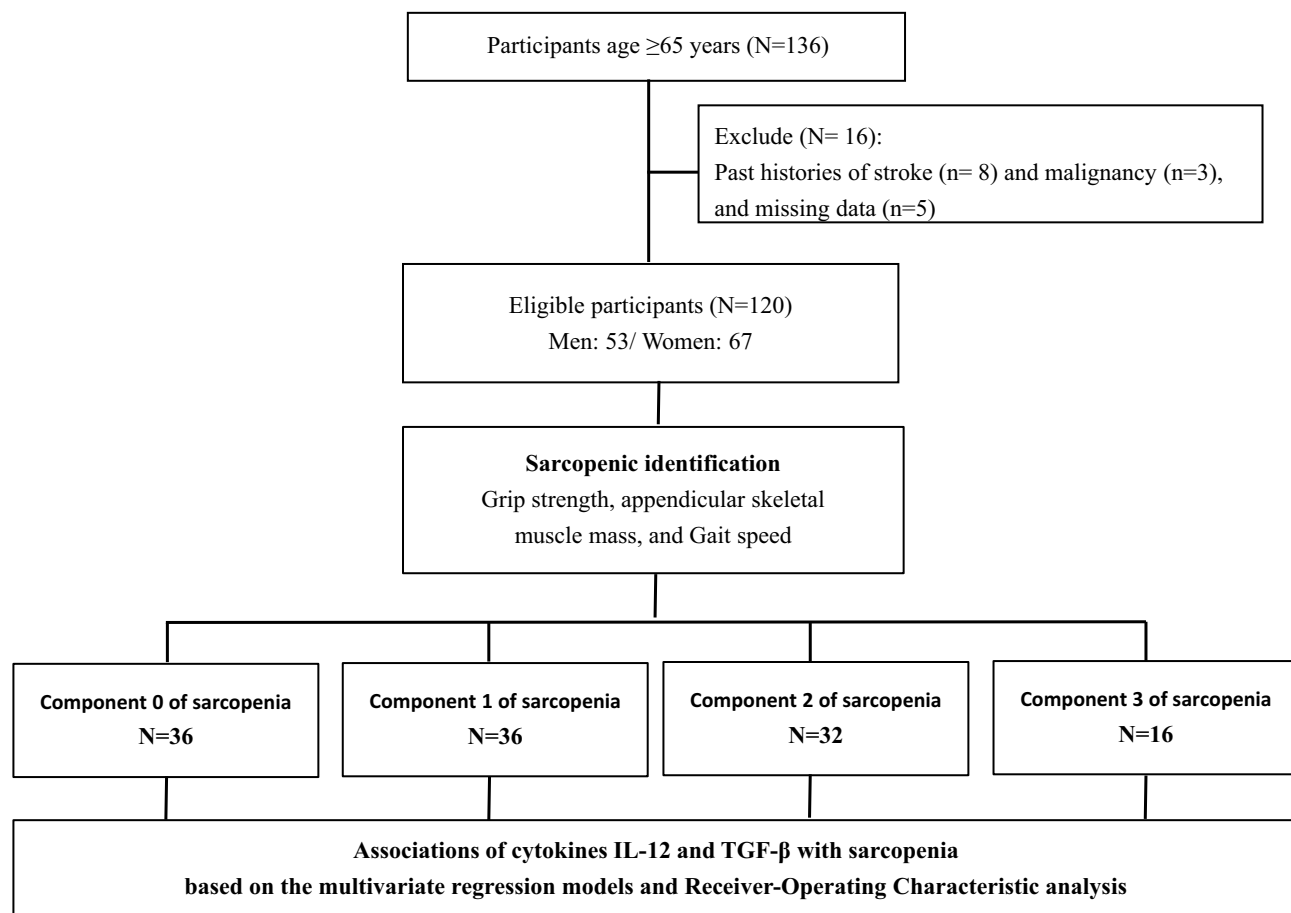 Participants age ≥65 years (N=136)
Exclude (N= 16):
Past histories of stroke (n= 8) and malignancy (n=3),
and missing data (n=5)
Eligible participants (N=120)
Men: 53/ Women: 67
Sarcopenic identification
Grip strength, appendicular skeletal
muscle mass, and Gait speed
Component 0 of sarcopenia
N=36
Component 1 of sarcopenia
N=36
Component 2 of sarcopenia
N=32
Component 3 of sarcopenia
N=16
Associations of cytokines IL-12 and TGF-β with sarcopenia
based on the multivariate regression models and Receiver-Operating Characteristic analysis